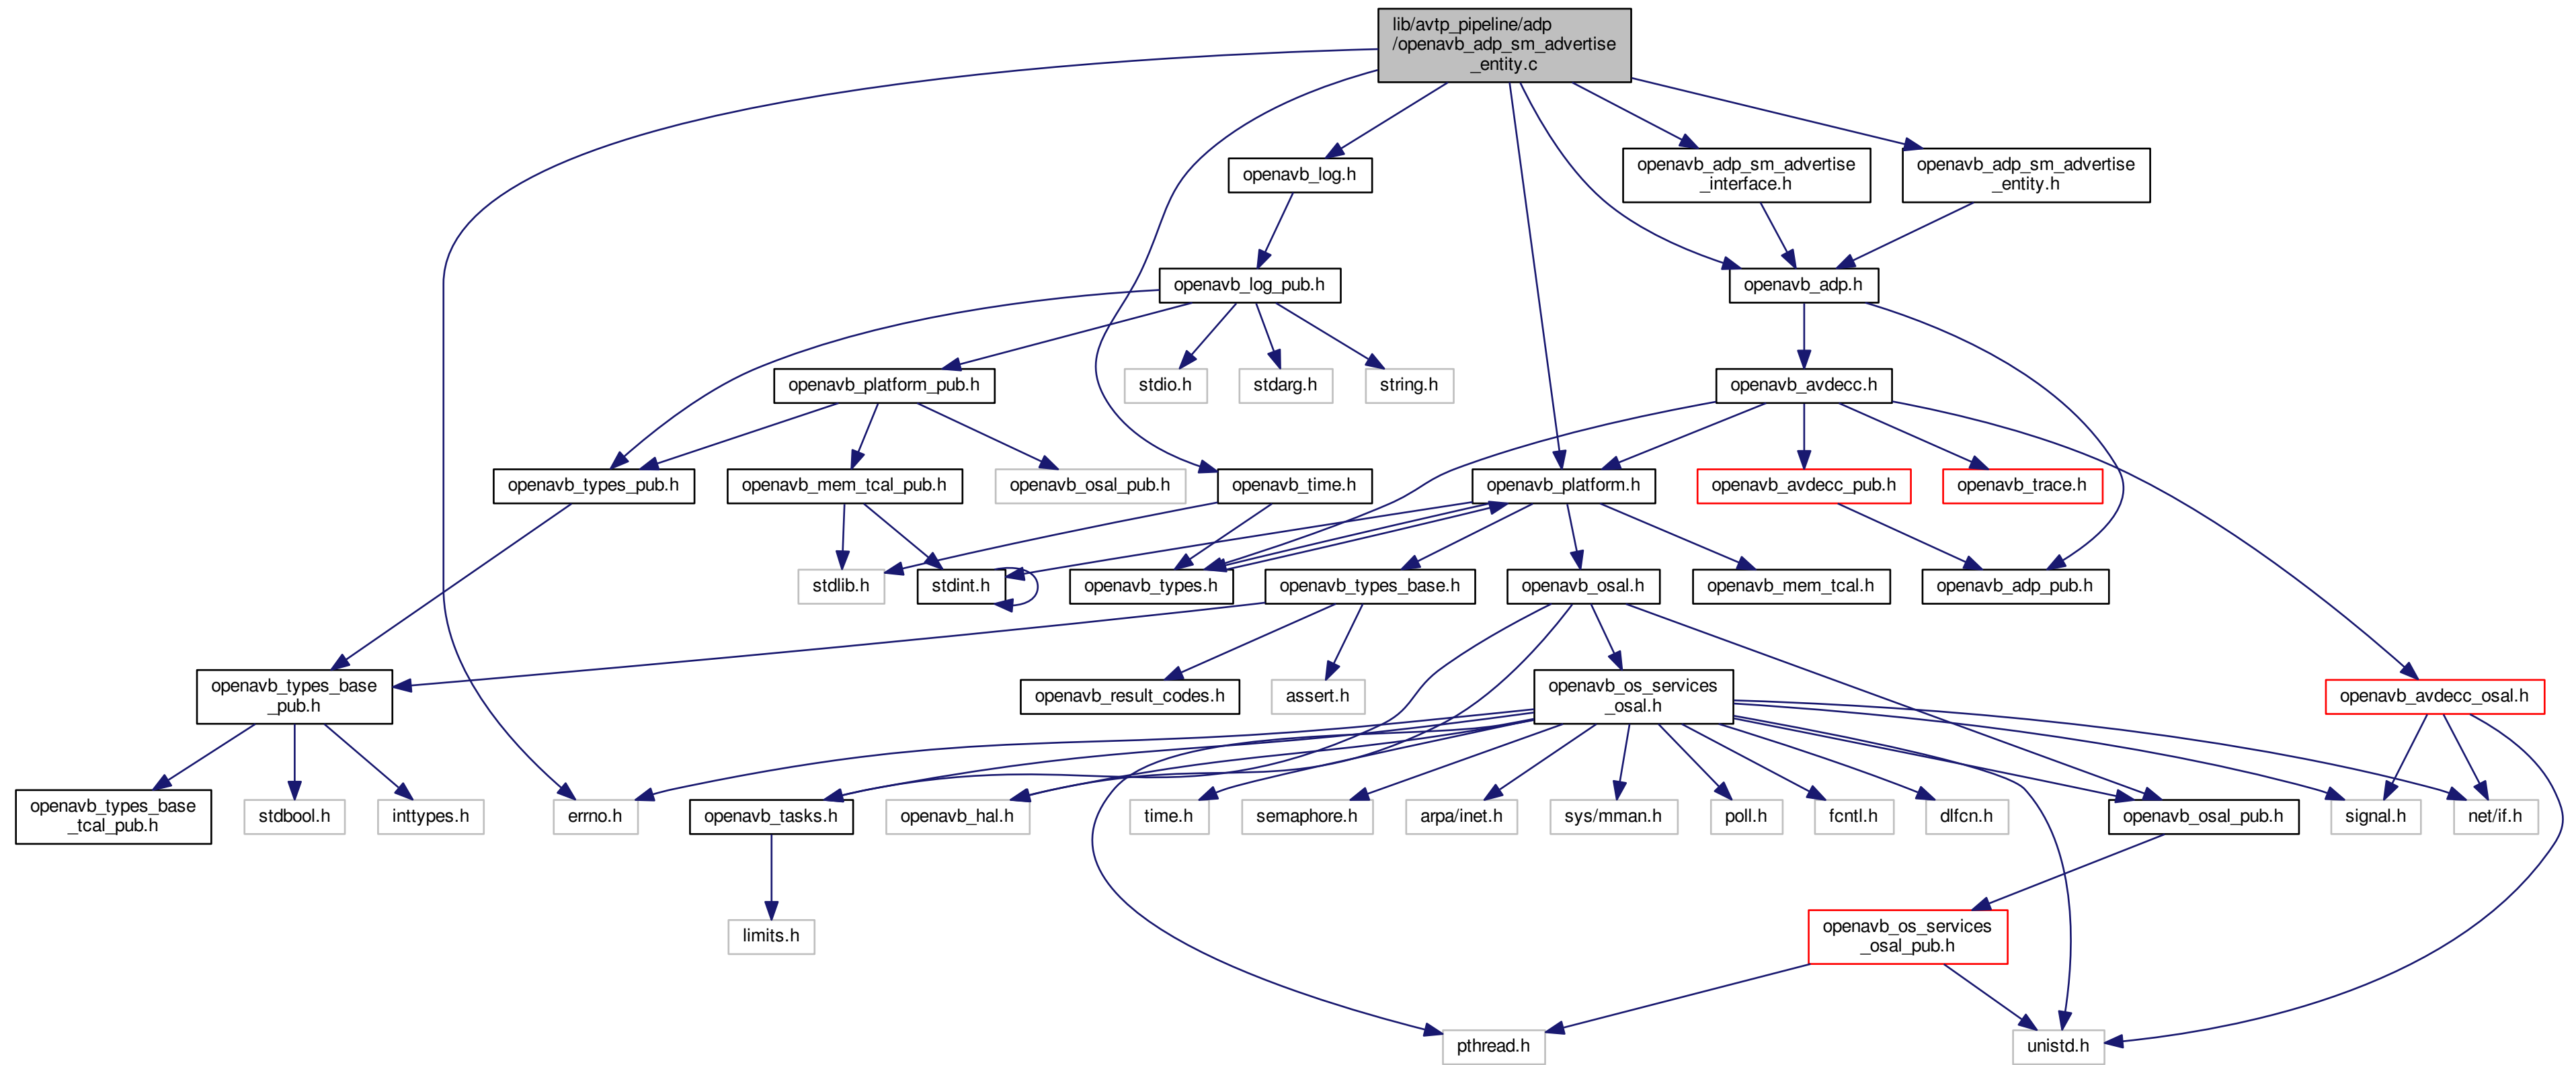 lib/avtp_pipeline/adp
/openavb_adp_sm_advertise
_entity.c
openavb_log.h
openavb_adp_sm_advertise
_interface.h
openavb_adp_sm_advertise
_entity.h
openavb_log_pub.h
openavb_adp.h
openavb_platform_pub.h
stdio.h
stdarg.h
string.h
openavb_avdecc.h
openavb_types_pub.h
openavb_mem_tcal_pub.h
openavb_osal_pub.h
openavb_time.h
openavb_platform.h
openavb_avdecc_pub.h
openavb_trace.h
stdlib.h
stdint.h
openavb_types.h
openavb_types_base.h
openavb_osal.h
openavb_mem_tcal.h
openavb_adp_pub.h
openavb_types_base
_pub.h
openavb_result_codes.h
assert.h
openavb_os_services
_osal.h
openavb_avdecc_osal.h
openavb_types_base
_tcal_pub.h
stdbool.h
inttypes.h
errno.h
openavb_tasks.h
openavb_hal.h
time.h
semaphore.h
arpa/inet.h
sys/mman.h
poll.h
fcntl.h
dlfcn.h
openavb_osal_pub.h
signal.h
net/if.h
limits.h
openavb_os_services
_osal_pub.h
pthread.h
unistd.h